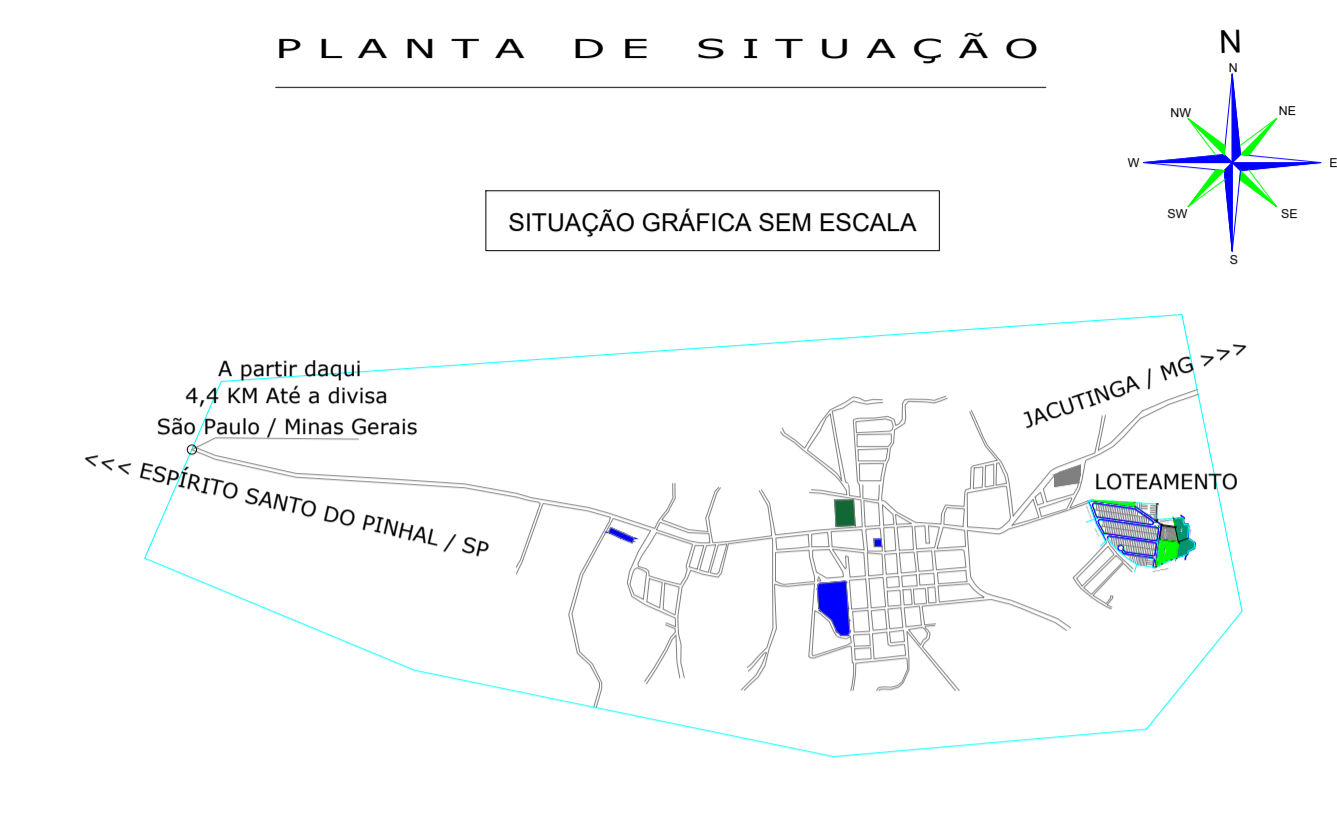 PLANTA DE SITUAÇÃO
N
N
NW
NE
W
E
SW
SE
S
SITUAÇÃO GRÁFICA SEM ESCALA
A partir daqui
4,4 KM Até a divisa
São Paulo / Minas Gerais
<<< ESPÍRITO SANTO DO PINHAL / SP
JACUTINGA / MG >>>
LOTEAMENTO